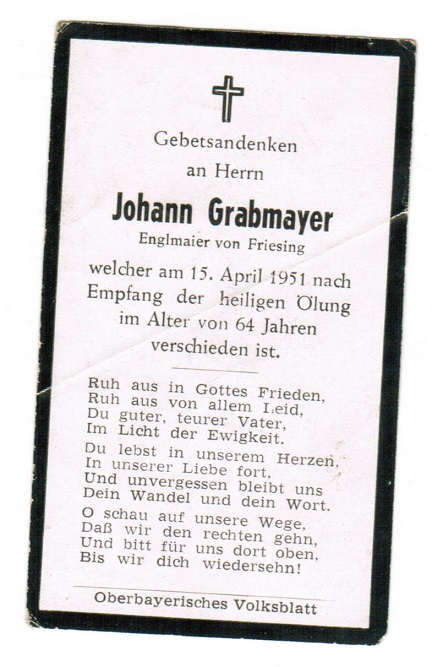 Gebetsandenken
an Herrn
Johann Grabmayer
Englmaier von Friesing
welcher am 15. April 1951 nach
Empfang der heiligen Ölung
im Alter von 64 Jahren
verschieden ist.
Ruh aus in Gottes Frieden,
Ruh aus von allem Leid,
Du guter, teurer Vater,
Im Licht der Ewigkeit.
Du lebst in unserem Herzen,
In unserer Liebe fort,
Und unvergessen bleibt uns
Dein Wandel und dein Wort.
O schau auf unsere Wege,
Daß wir den rechten gehn,
Und bitt für uns dort oben,
Bis wir dich wiedersehn!
Oberbayerisches Volksblatt